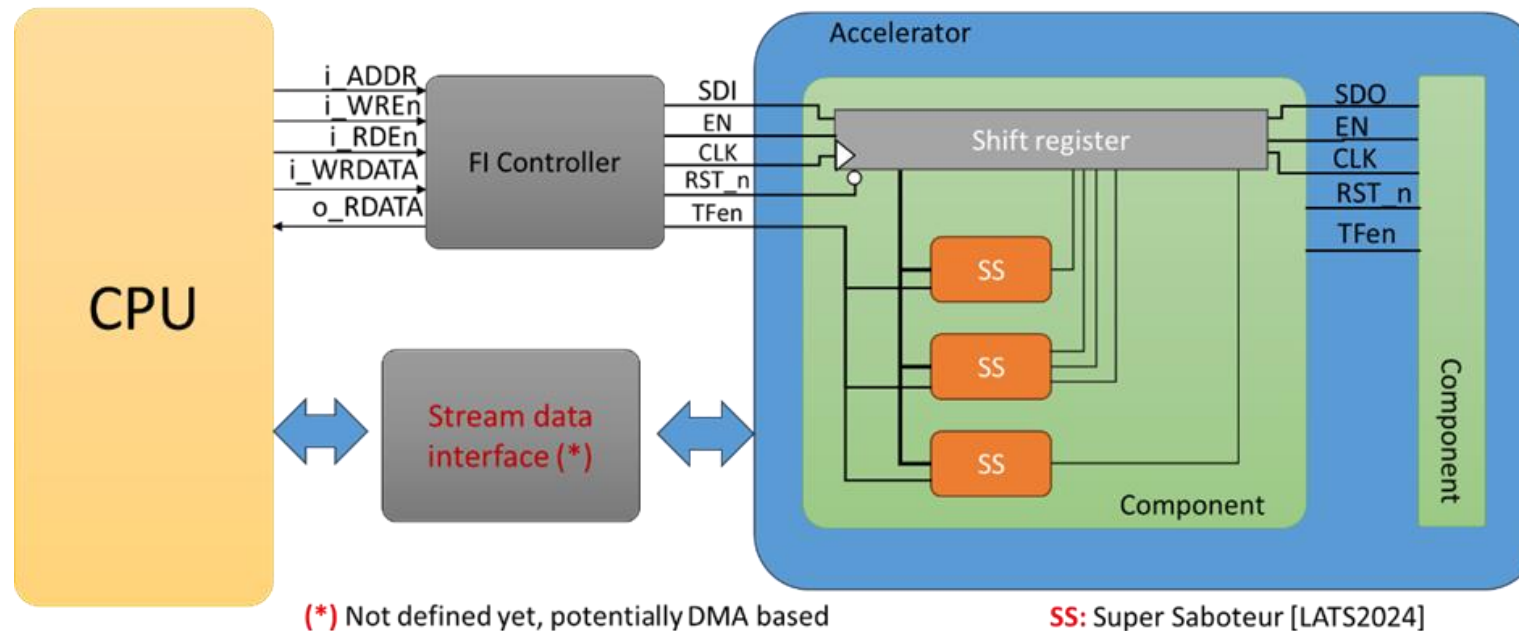 Accelerator
i_ADDR
i_WREn
i_RDEn
i_WRDATA
o_RDATA
FI Controller
SDI
EN
CLK
RST_n
TFen
Shift register
SDO
EN
CLK
RST_n
TFen
SS
SS
SS
Component
Component
CPU
Stream data
interface (*)
(*) Not defined yet, potentially DMA based
SS: Super Saboteur [LATS2024]